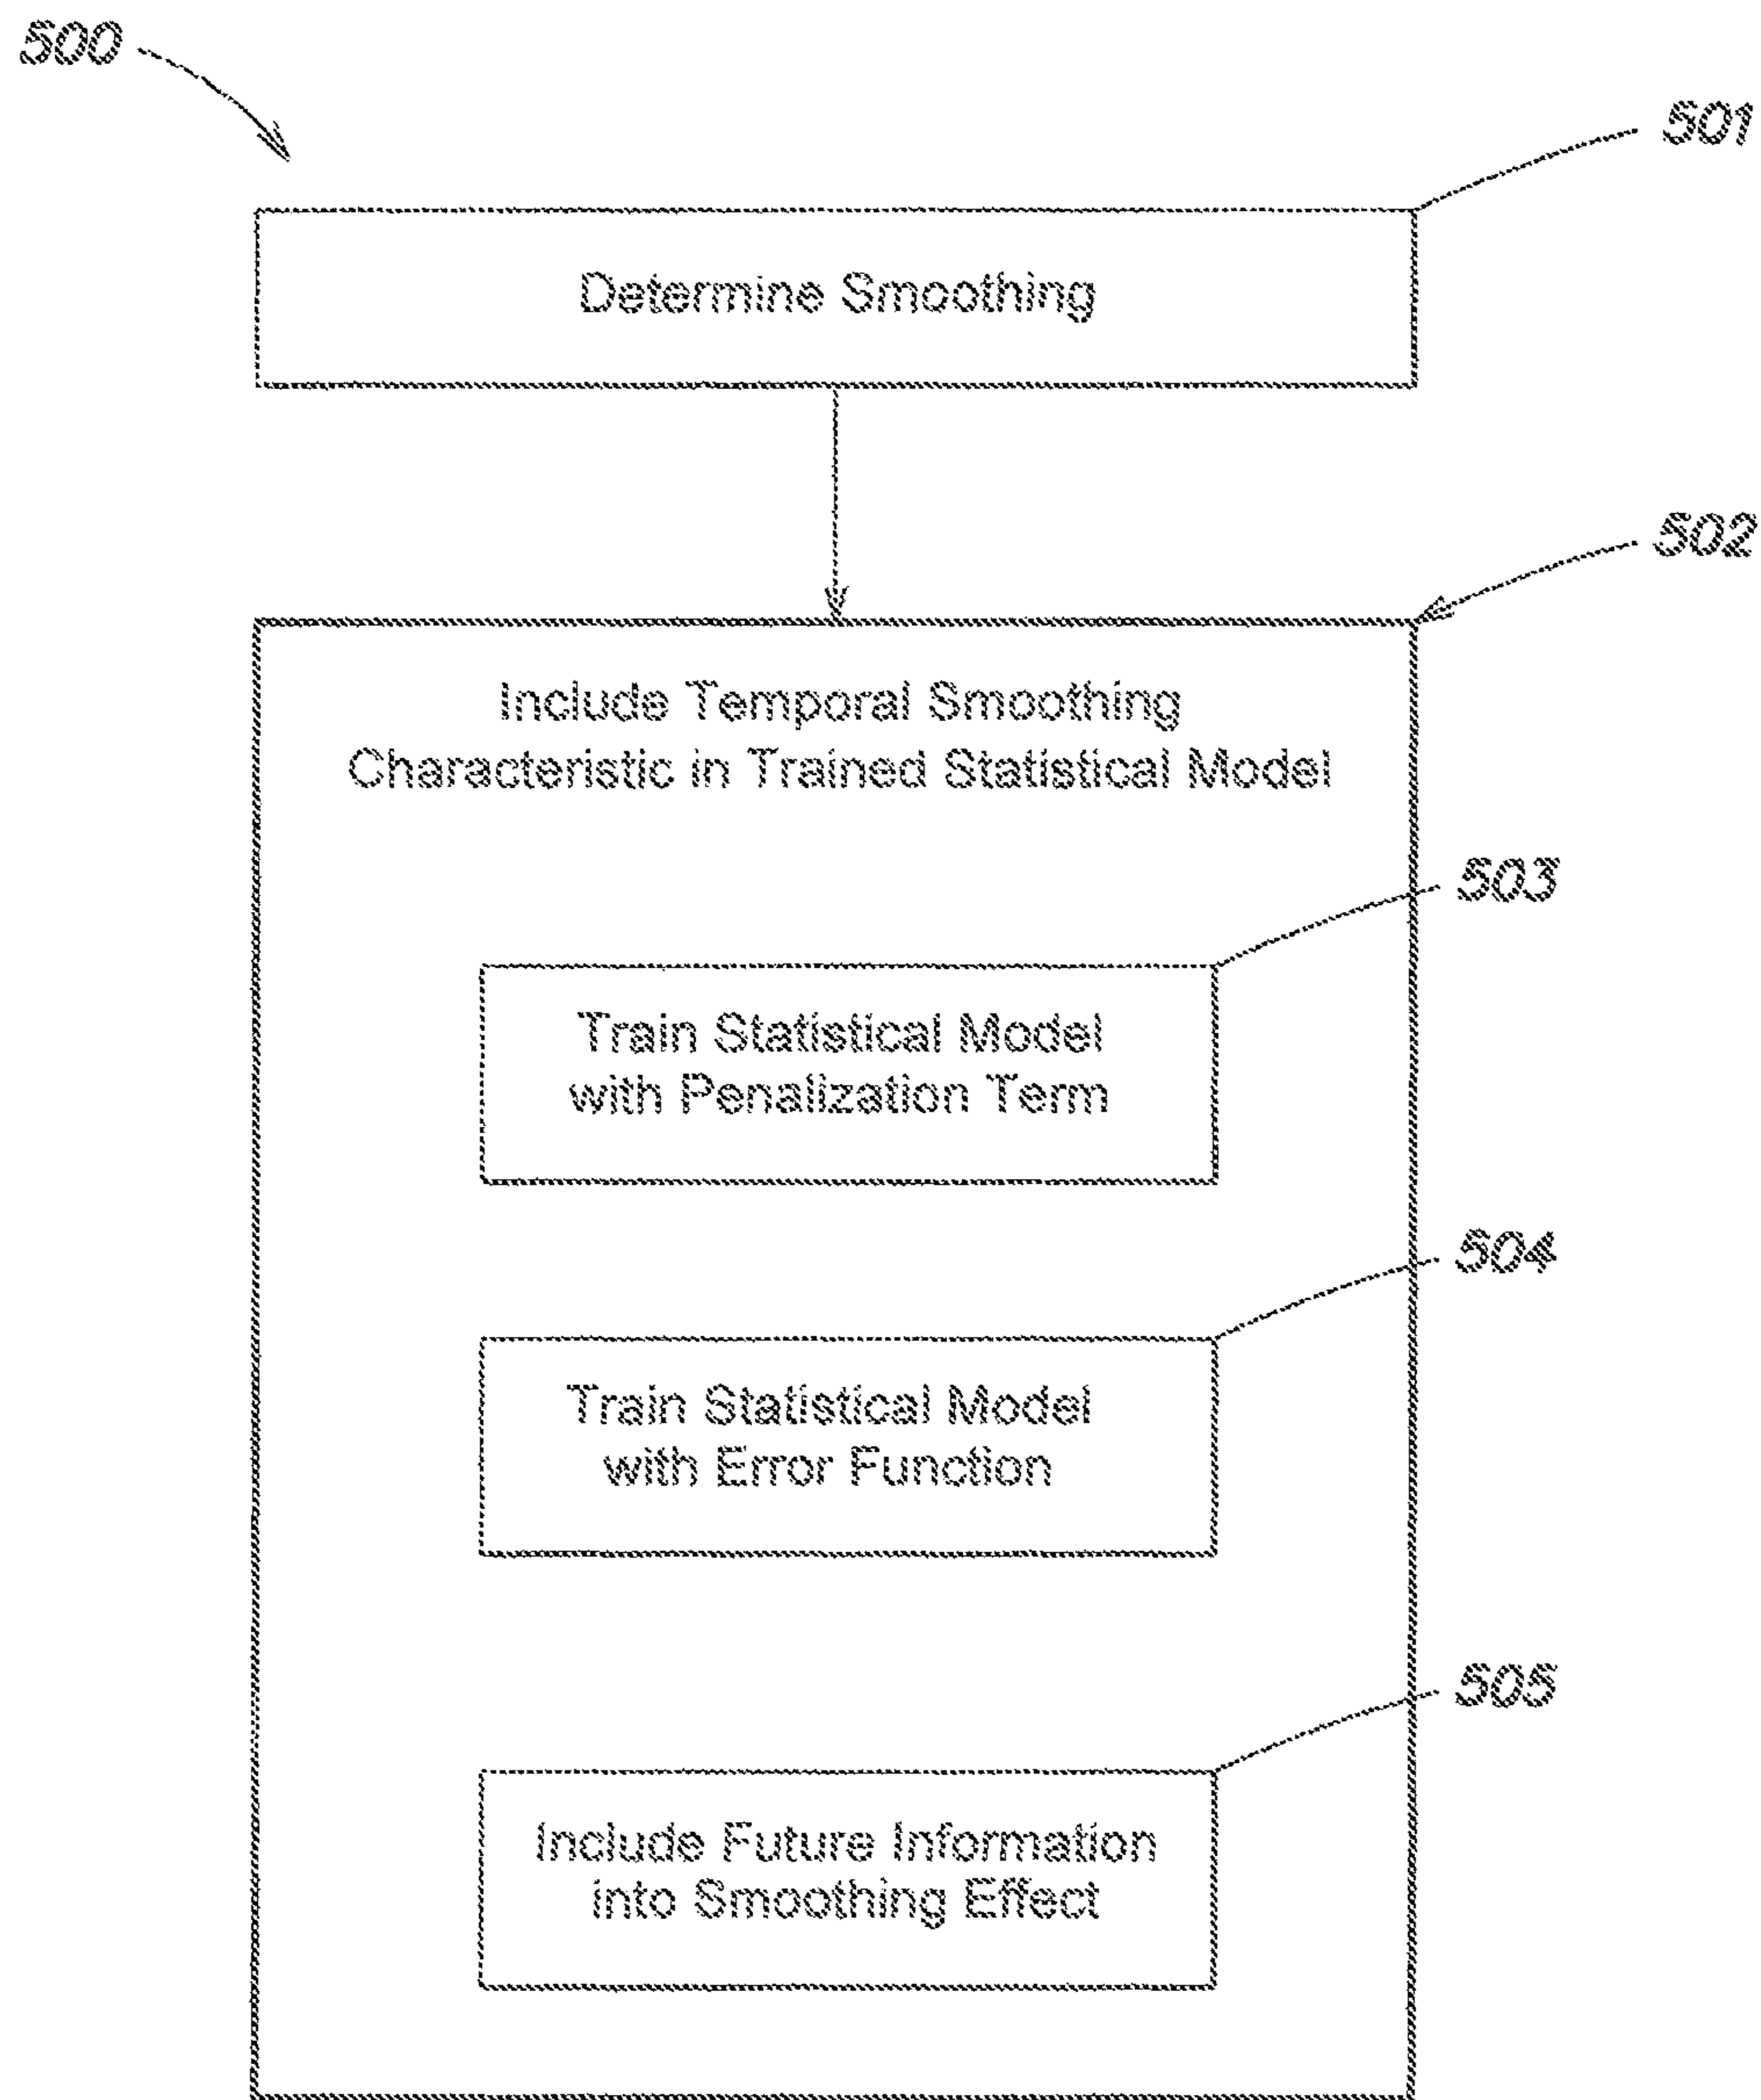 500
501
Determine Smoothing
502
Include Temporal Smoothing
Characteristic in Trained Statistical Model
503
Train Statistical Model
with Penalization Term
504
Train Statistical Model
with Error Function
505
Include Future Information
into Smoothing Effect